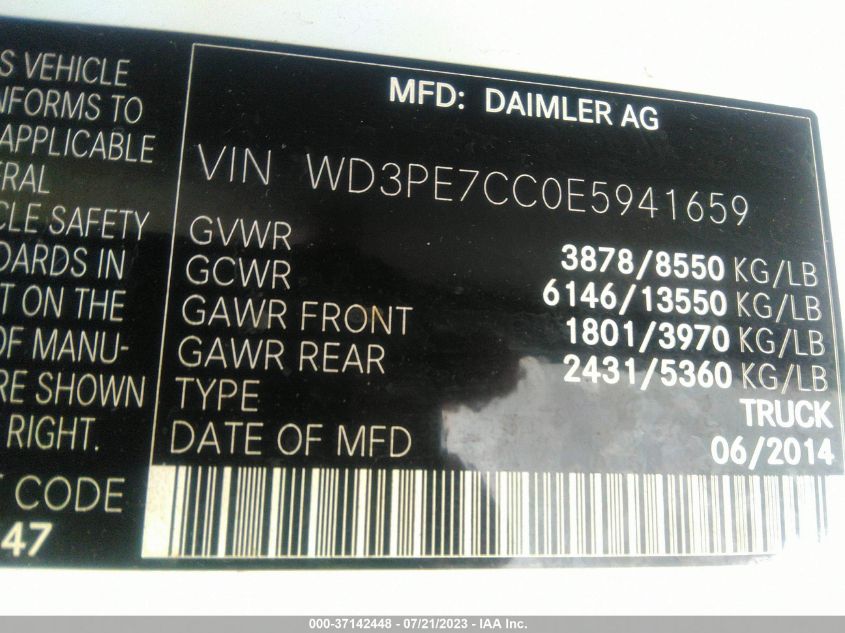 S VEHICLE
NFORMS TO
APPLICABLE
RAL
CLE SAFETY
DARDS IN
T ON THE
OF MANU-
RE SHOWN
RIGHT.
T CODE
47
MFD: DAIMLER AG
VIN WD3PE7CC0E5941659
GVWR 3878/8550 KG/LB
GCWR 6146/13550 KG/LB
GAWR FRONT 1801/3970 KG/LB
GAWR REAR 2431/5360 KG/LB
TYPE TRUCK
DATE OF MFD 06/2014
000-37142448 - 07/21/2023 - IAA Inc.